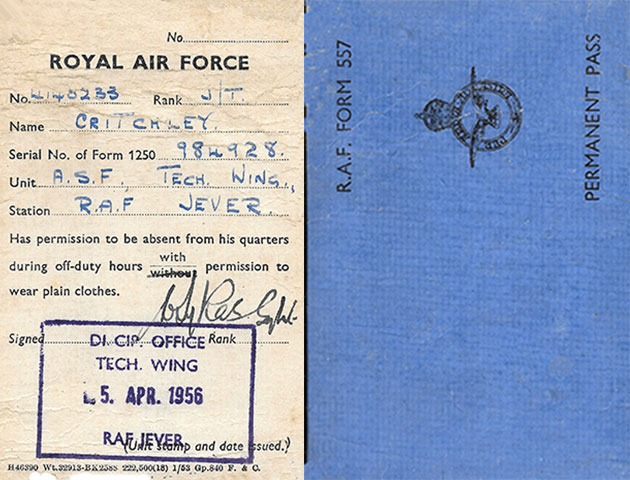 No.
ROYAL AIR FORCE
No. 4145233 Rank J/T.
Name CRITCHLEY.
Serial No. of Form 1250 984928.
Unit A.S.F., TECH. WING.,
Station R.A.F JEVER.
Has permission to be absent from his quarters
during off-duty hours with
without permission to
wear plain clothes.
Signed Rank
DISCIP. OFFICE
TECH. WING
5. APR. 1956
RAF JEVER
(Unit stamp and date issued.)
H46390 Wt.32913-BK2588 222,500(18) 1/53 Gp.840 F. & C.
R.A.F. FORM 557
PERMANENT PASS